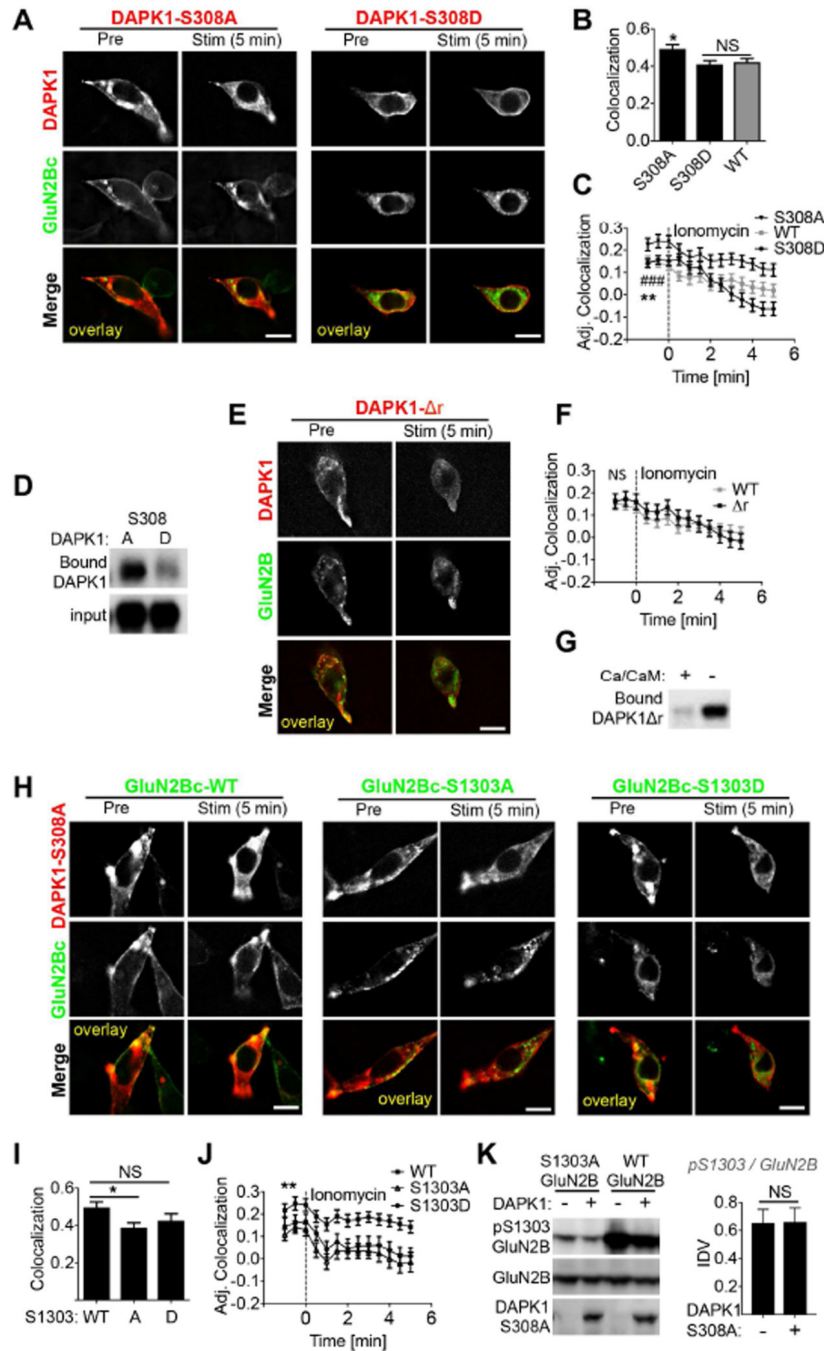 A
DAPK1-S308A
DAPK1-S308D
Pre
Stim (5 min)
Pre
Stim (5 min)
DAPK1
GluN2Bc
Merge
overlay
overlay
B
Colocalization
0.6
0.4
0.2
*
NS
S308A
S308D
WT
C
Adj. Colocalization
0.3
0.2
0.1
0.0
-0.1
-0.2
Ionomycin
S308A
WT
S308D
###
**
0 2 4 6
Time [min]
D
S308
DAPK1: A D
Bound
DAPK1
input
E
DAPK1-Δr
Pre
Stim (5 min)
DAPK1
GluN2B
Merge
overlay
F
Adj. Colocalization
0.3
0.2
0.1
0.0
-0.2
NS
Ionomycin
WT
Δr
0 2 4 6
Time [min]
G
Ca/CaM: + -
Bound
DAPK1Δr
H
GluN2Bc-WT
GluN2Bc-S1303A
GluN2Bc-S1303D
Pre
Stim (5 min)
Pre
Stim (5 min)
Pre
Stim (5 min)
DAPK1-S308A
GluN2Bc
Merge
overlay
overlay
overlay
I
Colocalization
0.6
0.4
0.2
NS
*
S1303: WT A D
J
Adj. Colocalization
0.3
0.2
0.1
0.0
-0.1
-0.2
**
Ionomycin
WT
S1303A
S1303D
0 2 4 6
Time [min]
K
S1303A WT
GluN2B GluN2B
DAPK1: - + - +
pS1303
GluN2B
GluN2B
DAPK1
S308A
pS1303 / GluN2B
IDV
0.8
0.6
0.4
0.2
0.0
NS
DAPK1
S308A: - +